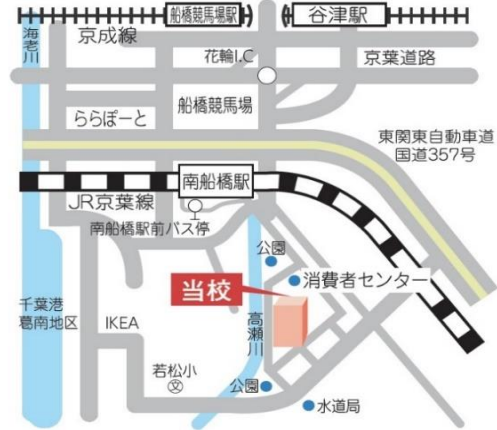 船橋競馬場駅
谷津駅
海老川
京成線
花輪I.C
京葉道路
船橋競馬場
ららぽーと
東関東自動車道
国道357号
南船橋駅
JR京葉線
南船橋駅前バス停
公園
当校
消費者センター
千葉港
葛南地区
IKEA
高瀬川
若松小
文
公園
水道局